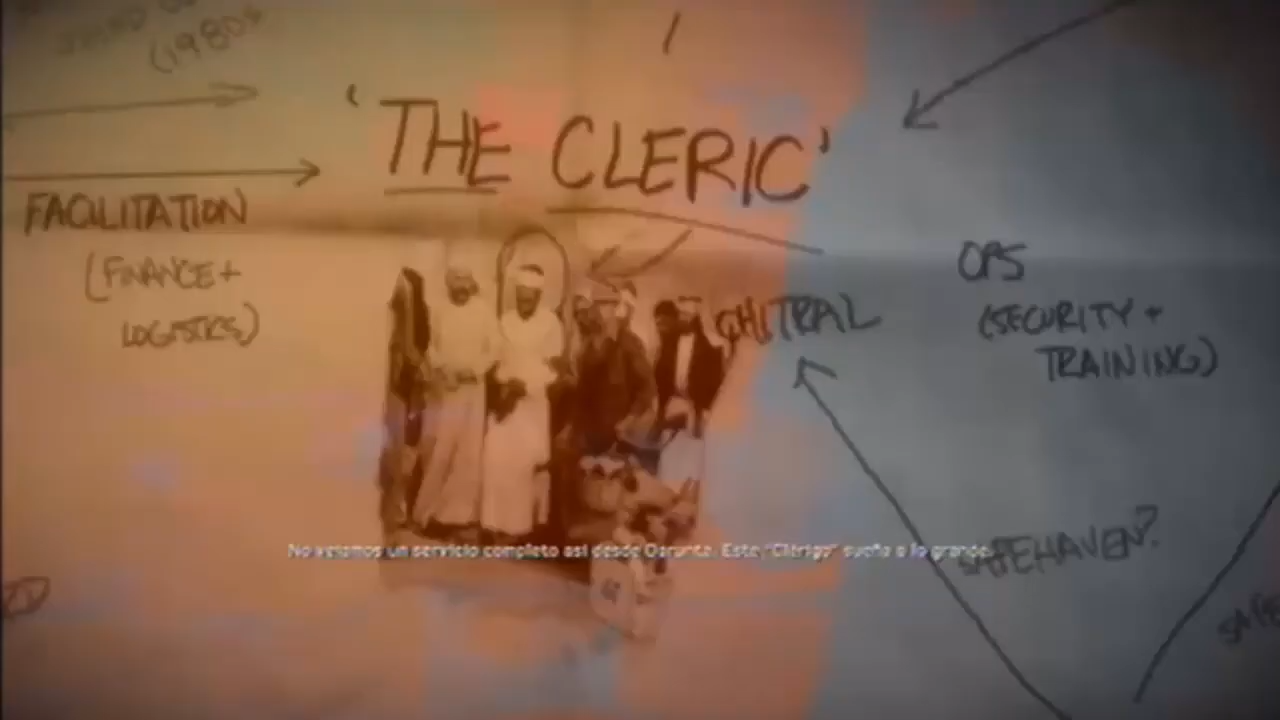 (1980s
'THE CLERIC'
FACILITATION
(FINANCE +
LOGISTICS)
CHITRAL
OPS
(SECURITY +
TRAINING)
No veíamos un servicio completo así desde Darunta. Este "Clérigo" sueña a lo grande.
SAFEHAVEN?